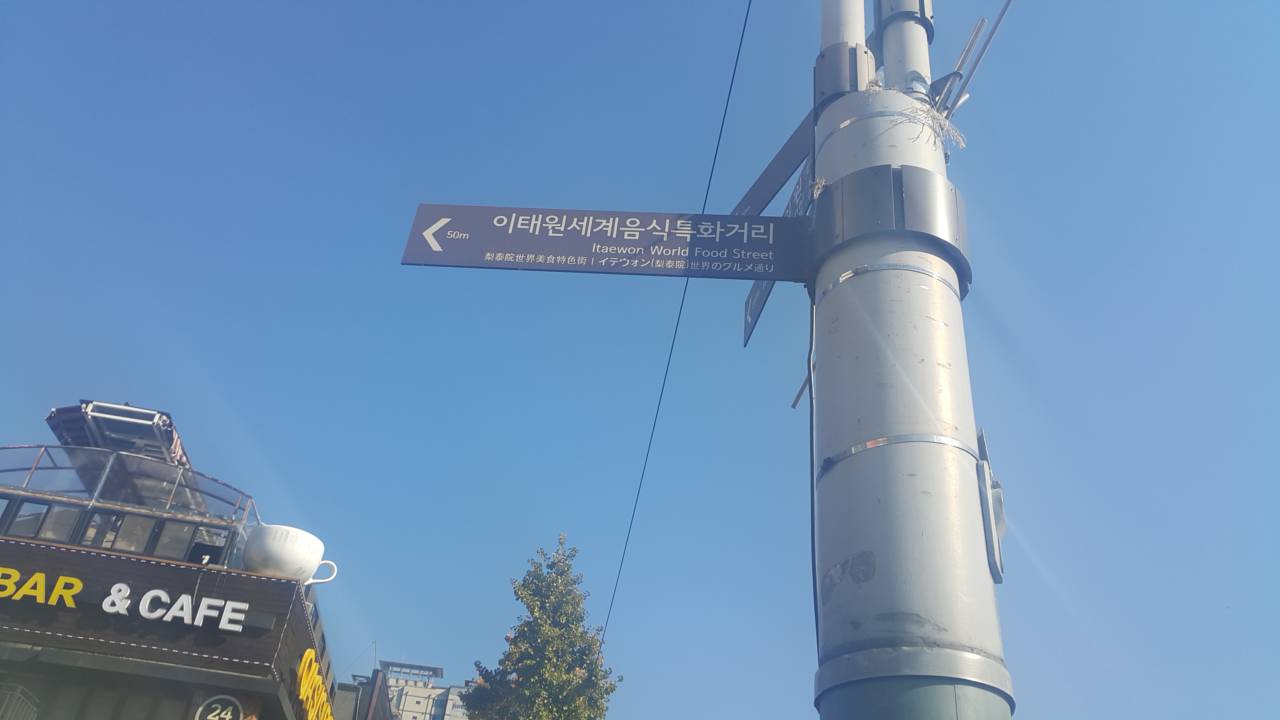 50m
이태원세계음식특화거리
Itaewon World Food Street
梨泰院世界美食特色街 | イテウォン(梨泰院)世界のグルメ通り
BAR & CAFE
24